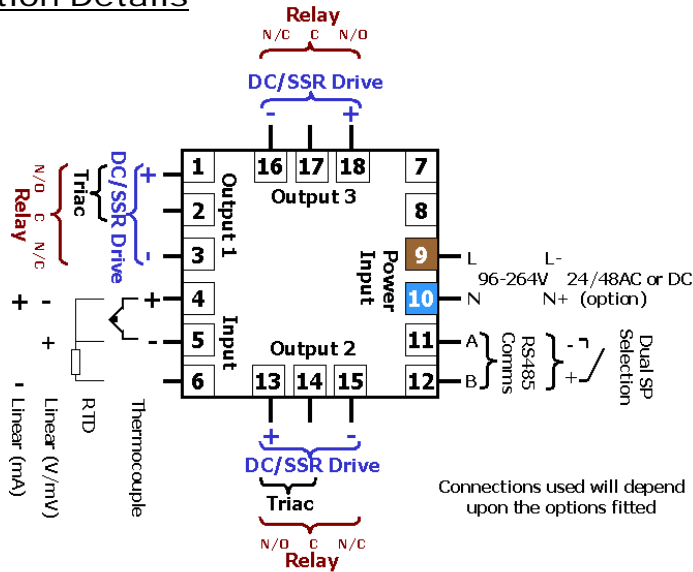 tion Details
Relay
N/C C N/O
DC/SSR Drive
- +
16 17 18
Output 3
1
2
3
4
5
6
7
8
9
10
11
12
Output 1
Input
Power Input
+
-
DC/SSR Drive
Triac
N/O C N/C
Relay
+
-
+ - 
+
-
Thermocouple
RTD
Linear (V/mV)
Linear (mA)
L L-
96-264V 24/48AC or DC
N N+ (option)
A
B
RS485 Comms
-
+
Dual SP Selection
Output 2
13 14 15
+ -
DC/SSR Drive
Triac
N/O C N/C
Relay
Connections used will depend
upon the options fitted